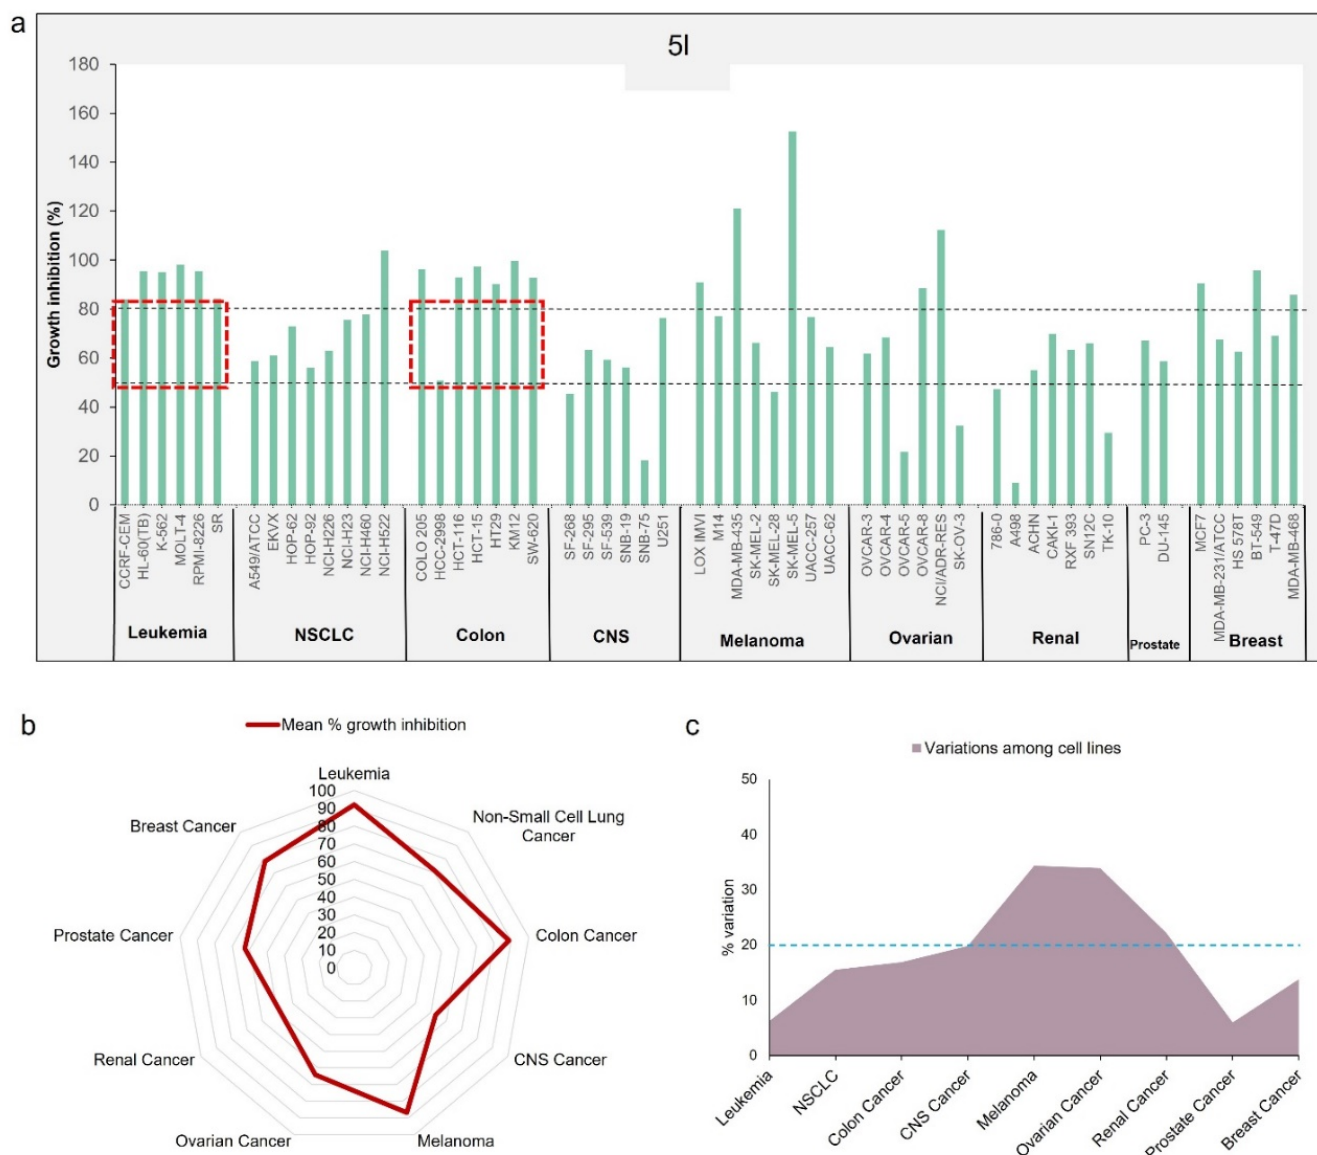 a
5l
Growth inhibition (%)
180
160
140
120
100
80
60
40
20
0
CCRF-CEM
HL-60(TB)
K-562
MOLT-4
RPMI-8226
SR
A549/ATCC
EKVX
HOP-62
HOP-92
NCI-H226
NCI-H23
NCI-H460
NCI-H522
COLO 205
HCC-2998
HCT-116
HCT-15
HT29
KM12
SW-620
SF-268
SF-295
SF-539
SNB-19
SNB-75
U251
LOX IMVI
M14
MDA-MB-435
SK-MEL-2
SK-MEL-28
SK-MEL-5
UACC-257
UACC-62
OVCAR-3
OVCAR-4
OVCAR-5
OVCAR-8
NCI/ADR-RES
SK-OV-3
786-0
A498
ACHN
CAKI-1
RXF 393
SN12C
TK-10
PC-3
DU-145
MCF7
MDA-MB-231/ATCC
HS 578T
BT-549
T-47D
MDA-MB-468
Leukemia
NSCLC
Colon
CNS
Melanoma
Ovarian
Renal
Prostate
Breast
b
Mean % growth inhibition
Leukemia
Non-Small Cell Lung
Cancer
Colon Cancer
CNS Cancer
Melanoma
Ovarian Cancer
Renal Cancer
Prostate Cancer
Breast Cancer
100
90
80
70
60
50
40
30
20
10
0
c
Variations among cell lines
% variation
50
40
30
20
10
0
Leukemia
NSCLC
Colon Cancer
CNS Cancer
Melanoma
Ovarian Cancer
Renal Cancer
Prostate Cancer
Breast Cancer